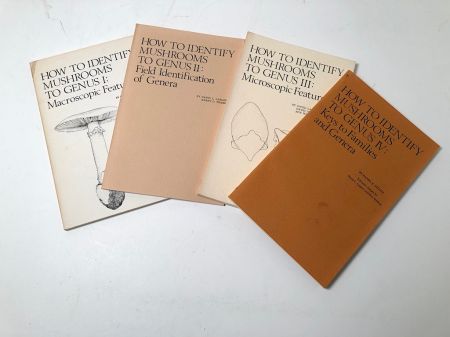 HOW TO IDENTIFY
MUSHROOMS
TO GENUS I:
Macroscopic Features
HOW TO IDENTIFY
MUSHROOMS
TO GENUS II:
Field Identification
of Genera
HOW TO IDENTIFY
MUSHROOMS
TO GENUS III:
Microscopic Features
HOW TO IDENTIFY
MUSHROOMS
TO GENUS IV:
Keys to Families
and Genera